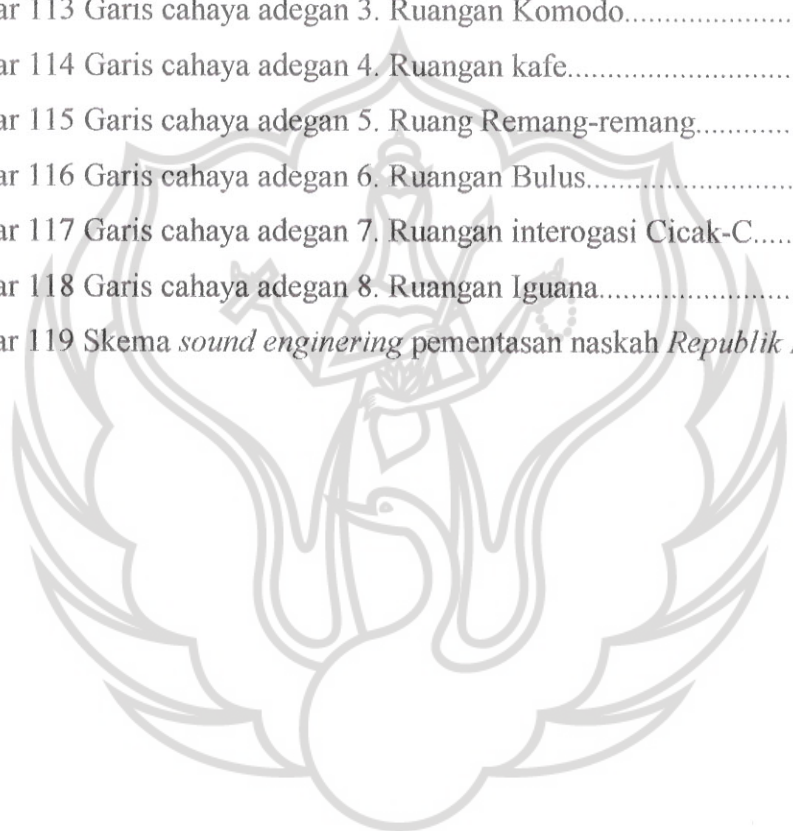 ar 113 Garis cahaya adegan 3. Ruangan Komodo.....................
ar 114 Garis cahaya adegan 4. Ruangan kafe............................
ar 115 Garis cahaya adegan 5. Ruang Remang-remang............
ar 116 Garis cahaya adegan 6. Ruangan Bulus..........................
ar 117 Garis cahaya adegan 7. Ruangan interogasi Cicak-C.....
ar 118 Garis cahaya adegan 8. Ruangan Iguana........................
ar 119 Skema sound enginering pementasan naskah Republik